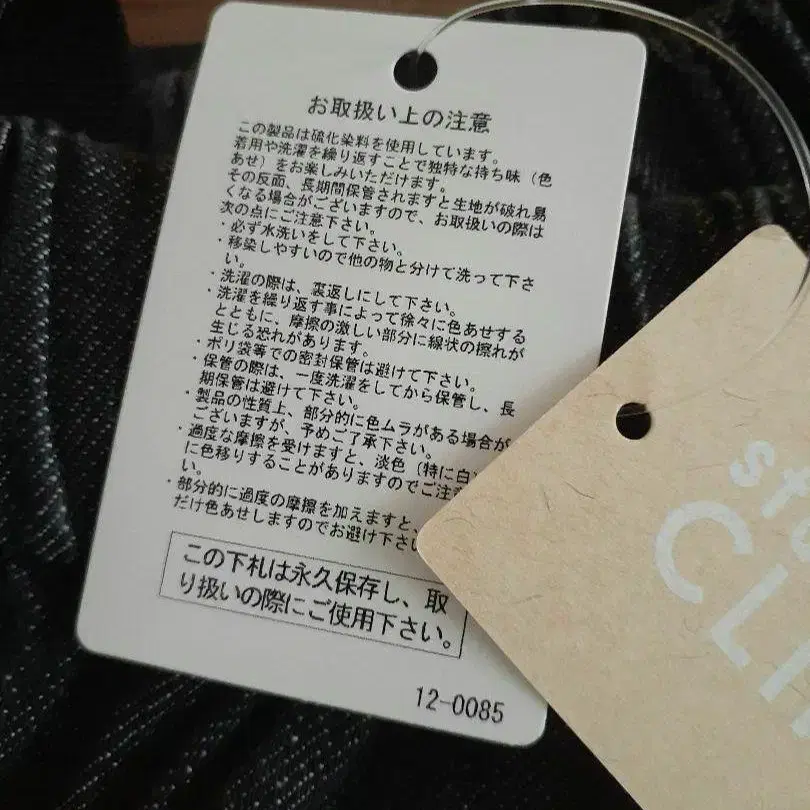 お取扱い上の注意
この製品は硫化染料を使用しています。
着用や洗濯を繰り返すことで独特な持ち味（色
あせ）をお楽しみいただけます。
その反面、長期間保管されますと生地が破れ易
くなる場合がございますので、お取扱いの際は
次の点にご注意下さい。
・必ず水洗いをして下さい。
・移染しやすいので他の物と分けて洗って下さ
い。
・洗濯の際は、裏返しにして下さい。
・洗濯を繰り返す事によって徐々に色あせする
とともに、摩擦の激しい部分に線状の擦れが
生じる恐れがあります。
・ポリ袋等での密封保管は避けて下さい。
・保管の際は、一度洗濯をしてから保管し、長
期保管は避けて下さい。
・製品の性質上、部分的に色ムラがある場合が
ございますが、予めご了承下さい。
・過度な摩擦を受けますと、淡色（特に白
に色移りすることがありますのでご注意
い。
・部分的に過度の摩擦を加えますと、
だけ色あせしますのでお避け下さい
この下札は永久保存し、取
り扱いの際にご使用下さい。
12-0085
st
CLI